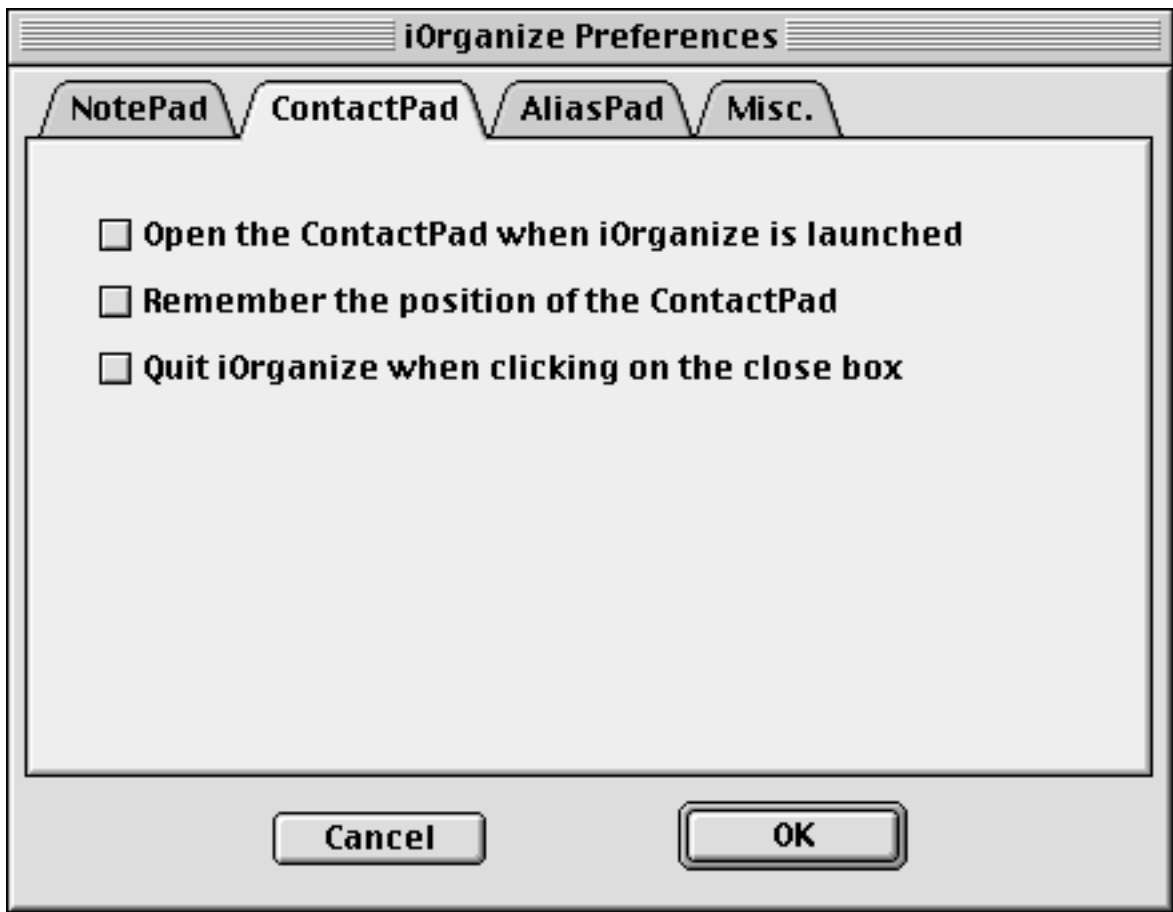 iOrganize Preferences
NotePad ContactPad AliasPad Misc.
Open the ContactPad when iOrganize is launched
Remember the position of the ContactPad
Quit iOrganize when clicking on the close box
Cancel OK